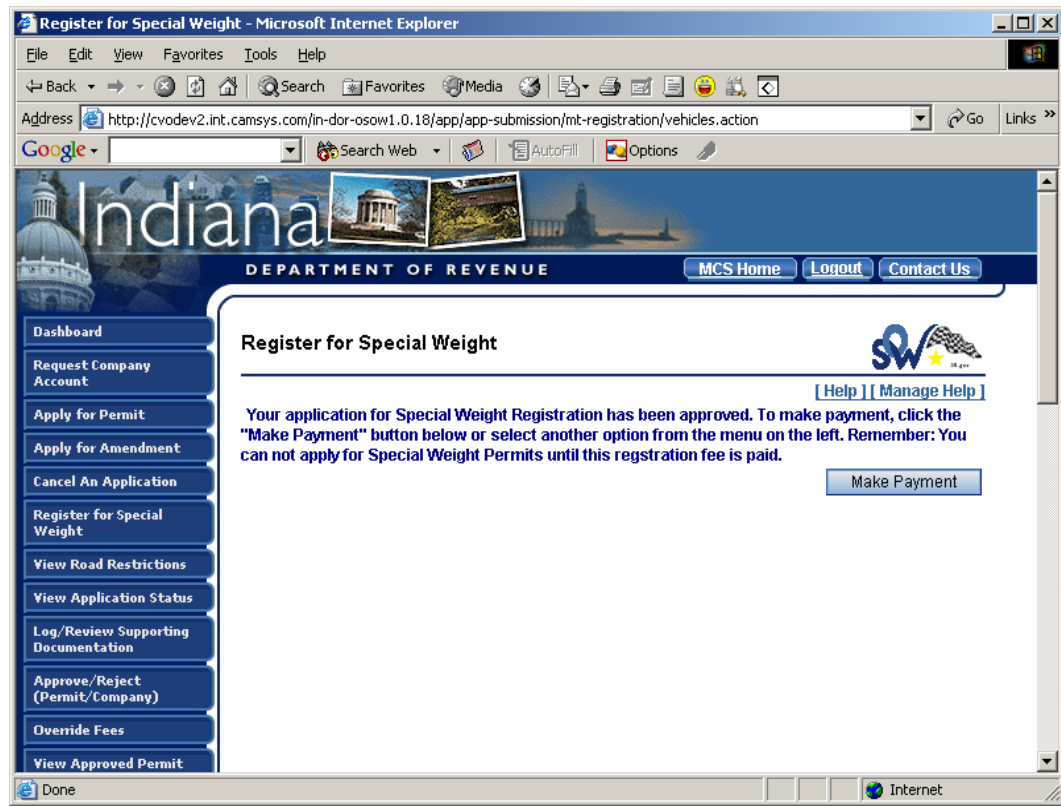 Register for Special Weight - Microsoft Internet Explorer
File Edit View Favorites Tools Help
Back Search Favorites Media
Address http://cvodev2.int.camsys.com/in-dor-osow1.0.18/app/app-submission/mt-registration/vehicles.action Go Links »
Google Search Web AutoFill Options
Indiana
DEPARTMENT OF REVENUE MCS Home Logout Contact Us
Dashboard
Request Company
Account
Apply for Permit
Apply for Amendment
Cancel An Application
Register for Special
Weight
View Road Restrictions
View Application Status
Log/Review Supporting
Documentation
Approve/Reject
(Permit/Company)
Override Fees
View Approved Permit
Register for Special Weight
SOW
[ Help ] [ Manage Help ]
Your application for Special Weight Registration has been approved. To make payment, click the
"Make Payment" button below or select another option from the menu on the left. Remember: You
can not apply for Special Weight Permits until this regstration fee is paid.
Make Payment
Done Internet